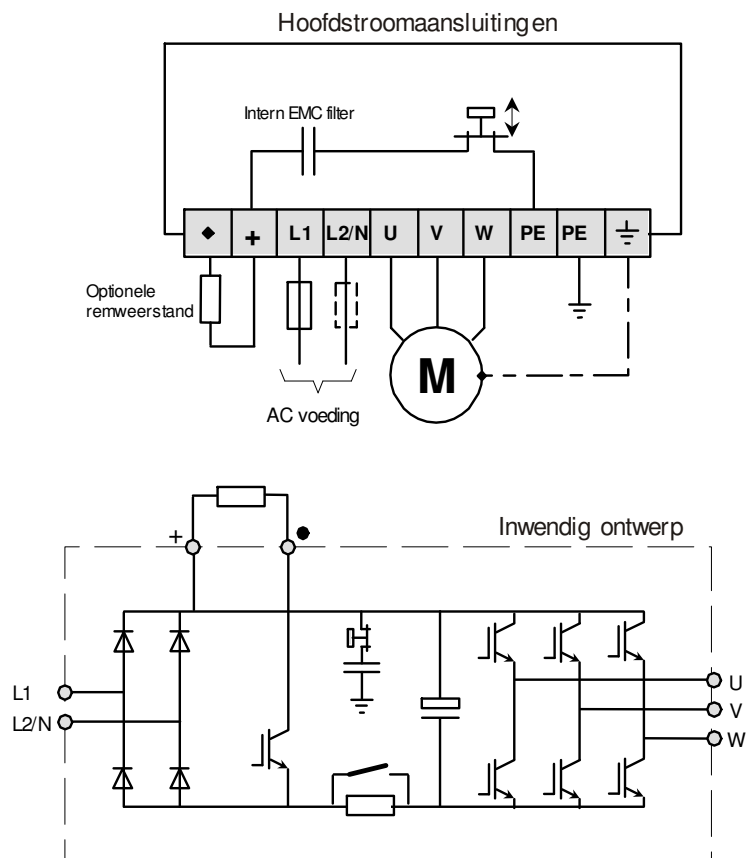 Hoofdstroomaansluitingen
Intern EMC filter
◆ + L1 L2/N U V W PE PE
Optionele
remweerstand
M
AC voeding
Inwendig ontwerp
+
L1
L2/N
U
V
W